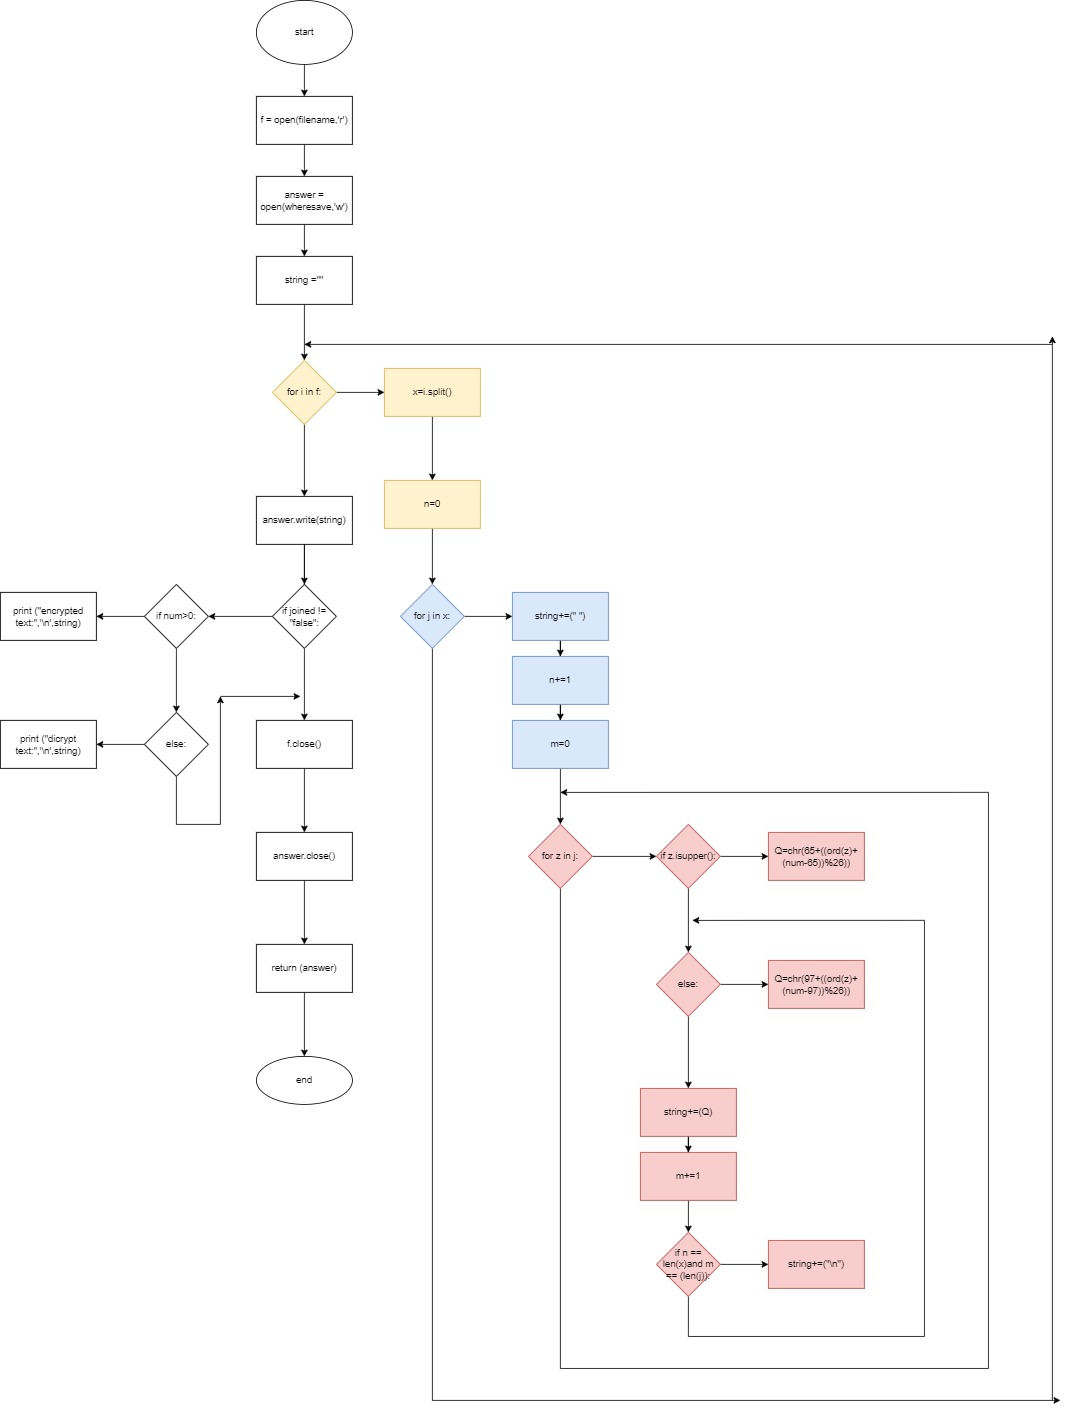 start
f = open(filename,'r')
answer =
open(wheresave,'w')
string =""
for i in f:
x=i.split()
n=0
answer.write(string)
print ("encrypted
text:",'\n',string)
if num>0:
if joined !=
"false":
for j in x:
string+=(" ")
n+=1
print ("dicrypt
text:",'\n',string)
else:
f.close()
m=0
answer.close()
for z in j:
if z.isupper():
Q=chr(65+((ord(z)+
(num-65))%26))
return (answer)
else:
Q=chr(97+((ord(z)+
(num-97))%26))
end
string+=(Q)
m+=1
if n ==
len(x)and m
== (len(j)):
string+=("\n")